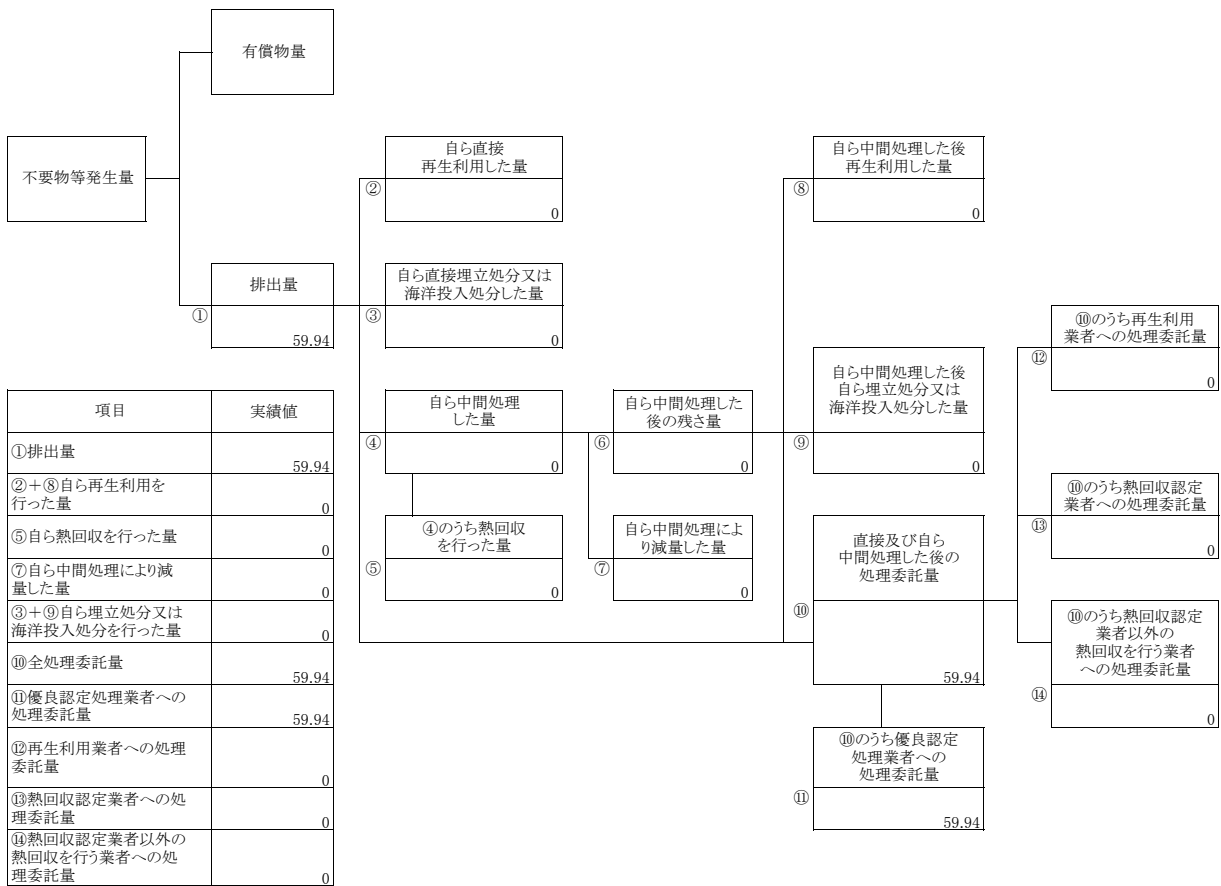 有償物量
不要物等発生量
自ら直接
再生利用した量
②
0
自ら中間処理した後
再生利用した量
⑧
0
排出量
①
59.94
自ら直接埋立処分又は
海洋投入処分した量
③
0
⑩のうち再生利用
業者への処理委託量
⑫
0
自ら中間処理
した量
④
0
自ら中間処理した
後の残さ量
⑥
0
自ら中間処理した後
自ら埋立処分又は
海洋投入処分した量
⑨
0
⑩のうち熱回収認定
業者への処理委託量
⑬
0
④のうち熱回収
を行った量
⑤
0
自ら中間処理によ
り減量した量
⑦
0
直接及び自ら
中間処理した後の
処理委託量
⑩
59.94
⑩のうち熱回収認定
業者以外の
熱回収を行う業者
への処理委託量
⑭
0
⑩のうち優良認定
処理業者への
処理委託量
⑪
59.94
項目
実績値
①排出量
59.94
②＋⑧自ら再生利用を
行った量
0
⑤自ら熱回収を行った量
0
⑦自ら中間処理により減
量した量
0
③＋⑨自ら埋立処分又は
海洋投入処分を行った量
0
⑩全処理委託量
59.94
⑪優良認定処理業者への
処理委託量
59.94
⑫再生利用業者への処理
委託量
0
⑬熱回収認定業者への処
理委託量
0
⑭熱回収認定業者以外の
熱回収を行う業者への処
理委託量
0